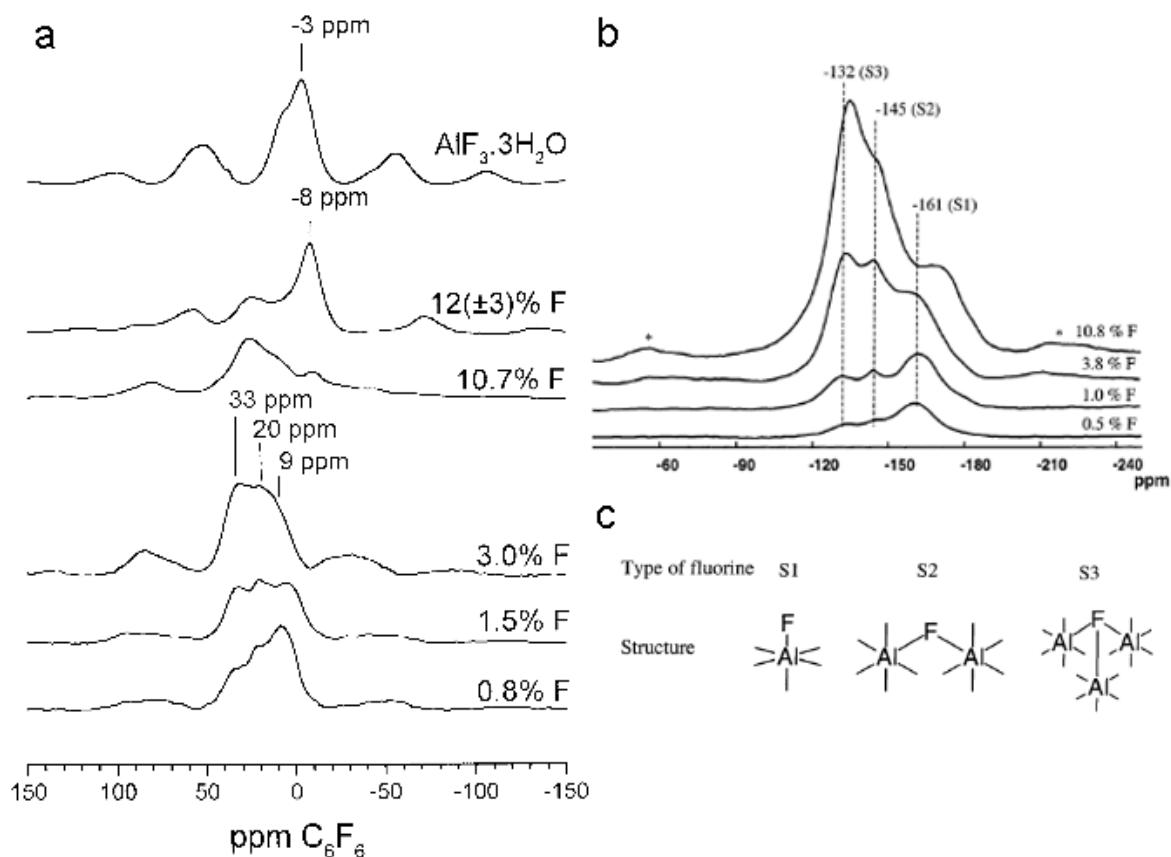 a
-3 ppm
AlF₃.3H₂O
-8 ppm
12(±3)% F
10.7% F
33 ppm
20 ppm
9 ppm
3.0% F
1.5% F
0.8% F
150 100 50 0 -50 -100 -150
ppm C₆F₆
b
-132 (S3)
-145 (S2)
-161 (S1)
* *
10.8 % F
3.8 % F
1.0 % F
0.5 % F
-60 -90 -120 -150 -180 -210 -240
ppm
c
Type of fluorine S1 S2 S3
F F F
Structure
Al Al Al Al Al
Al